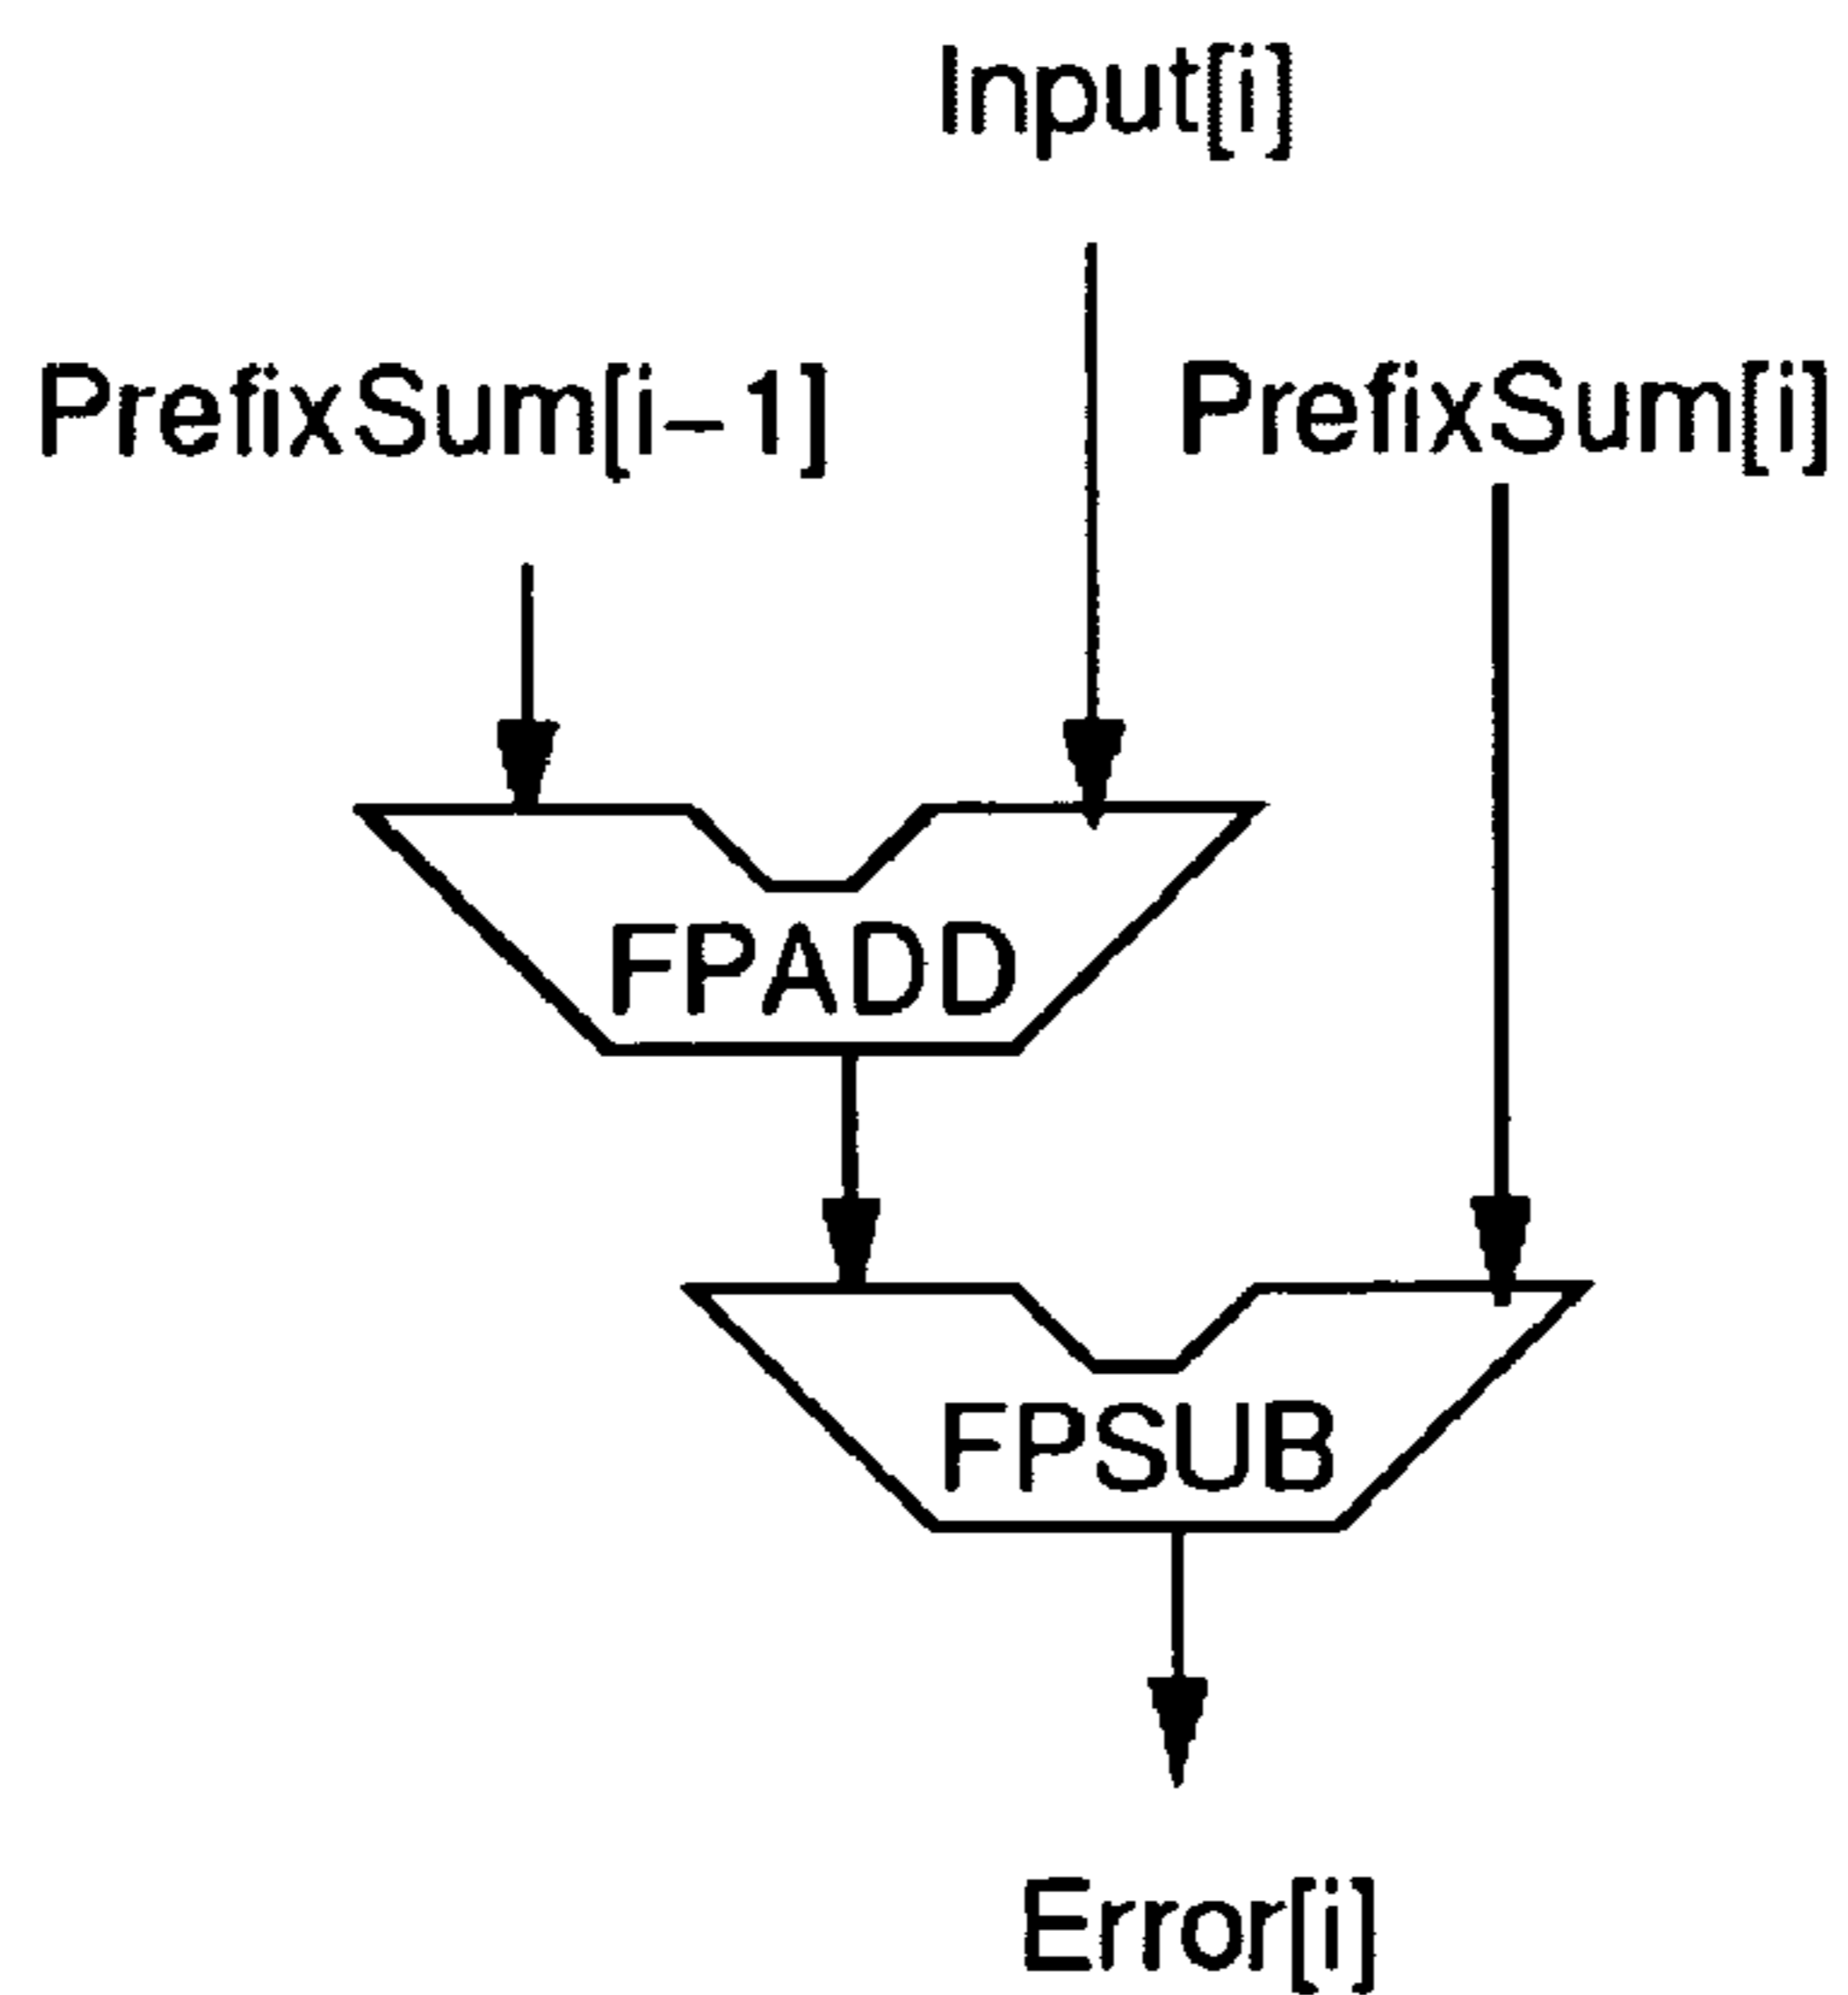 Input[i]
PrefixSum[i–1]
PrefixSum[i]
FPADD
FPSUB
Error[i]